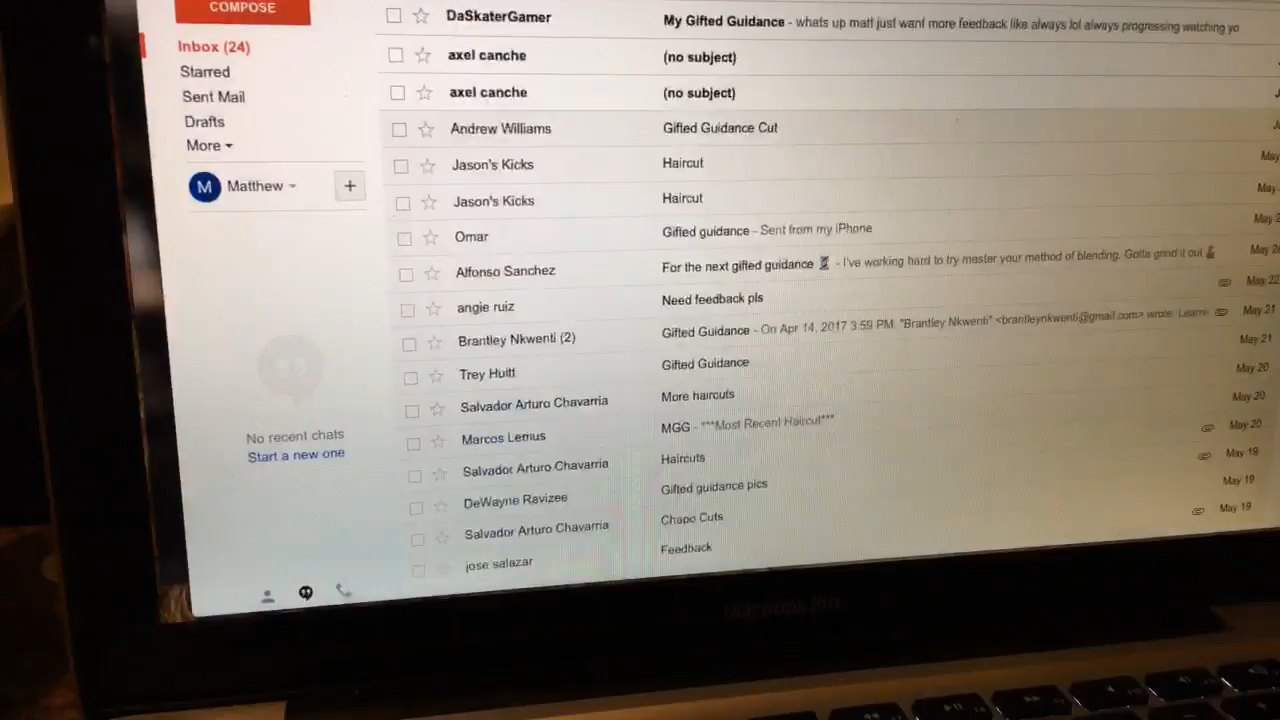 COMPOSE
Inbox (24)
Starred
Sent Mail
Drafts
More
M Matthew
+
No recent chats
Start a new one
DaSkaterGamer My Gifted Guidance - whats up matt just want more feedback like always lol always progressing watching yo
axel canche (no subject)
axel canche (no subject)
Andrew Williams Gifted Guidance Cut
Jason's Kicks Haircut May
Jason's Kicks Haircut May
Omar Gifted guidance - Sent from my iPhone May 2
Alfonso Sanchez For the next gifted guidance - I've working hard to try master your method of blending. Gotta grind it out May 2
angie ruiz Need feedback pls May 22
Brantley Nkwenti (2) Gifted Guidance - On Apr 14, 2017 3:59 PM, "Brantley Nkwenti" <brantleynkwenti@gmail.com> wrote: May 21
Trey Huitt Gifted Guidance May 21
Salvador Arturo Chavarria More haircuts May 20
Marcos Lemus MGG - ***Most Recent Haircut*** May 20
Salvador Arturo Chavarria Haircuts May 20
DeWayne Ravizee Gifted guidance pics May 19
Salvador Arturo Chavarria Chapo Cuts May 19
jose salazar Feedback May 19
MacBook Pro